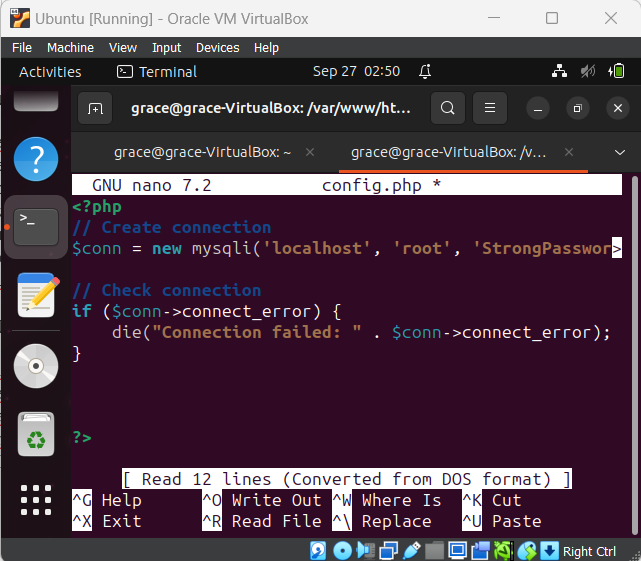 Ubuntu [Running] - Oracle VM VirtualBox
File Machine View Input Devices Help
Activities Terminal Sep 27 02:50
grace@grace-VirtualBox: /var/www/ht...
grace@grace-VirtualBox: ~ × grace@grace-VirtualBox: /v... ×
GNU nano 7.2 config.php *
<?php
// Create connection
$conn = new mysqli('localhost', 'root', 'StrongPasswor>
// Check connection
if ($conn->connect_error) {
    die("Connection failed: " . $conn->connect_error);
}
?>
[ Read 12 lines (Converted from DOS format) ]
^G Help ^O Write Out ^W Where Is ^K Cut
^X Exit ^R Read File ^\ Replace ^U Paste
Right Ctrl